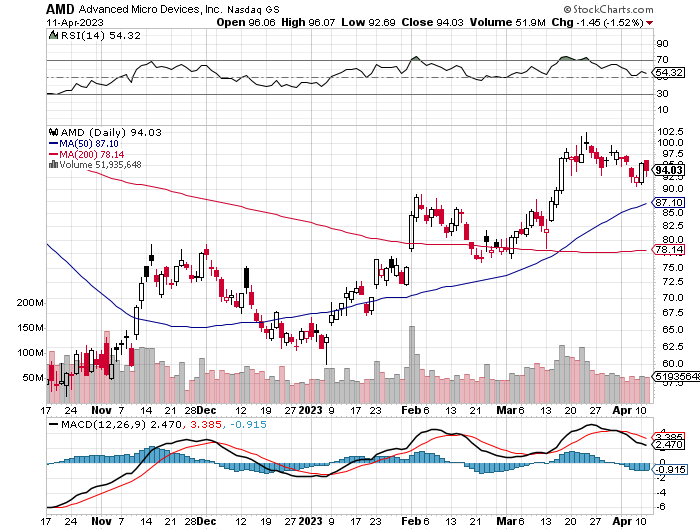 AMD Advanced Micro Devices, Inc. Nasdaq GS © StockCharts.com
11-Apr-2023 Open 96.06 High 96.07 Low 92.69 Close 94.03 Volume 51.9M Chg -1.45 (-1.52%)
RSI(14) 54.32
90
70
54.32
50
30
10
AMD (Daily) 94.03
MA(50) 87.10
MA(200) 78.14
Volume 51,935,648
102.5
100.0
97.5
94.03
92.5
90.0
87.10
85.0
82.5
80.0
78.14
75.0
72.5
70.0
67.5
65.0
62.5
60.0
57.5
200M
150M
100M
50M
51935648
17 24 Nov 7 14 21 Dec 12 19 27 2023 9 17 23 Feb 6 13 21 Mar 6 13 20 27 Apr 10
MACD(12,26,9) 2.470, 3.385, -0.915
4
3.385
2.470
0
-0.915
-2
-4
-6
17 24 Nov 7 14 21 Dec 12 19 27 2023 9 17 23 Feb 6 13 21 Mar 6 13 20 27 Apr 10